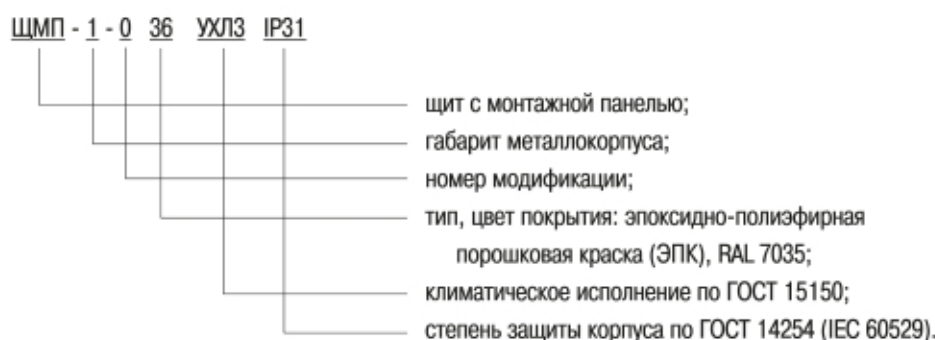 ЩМП - 1 - 0 36 УХЛ3 IP31
щит с монтажной панелью;
габарит металлокорпуса;
номер модификации;
тип, цвет покрытия: эпоксидно-полиэфирная
порошковая краска (ЭПК), RAL 7035;
климатическое исполнение по ГОСТ 15150;
степень защиты корпуса по ГОСТ 14254 (IEC 60529).